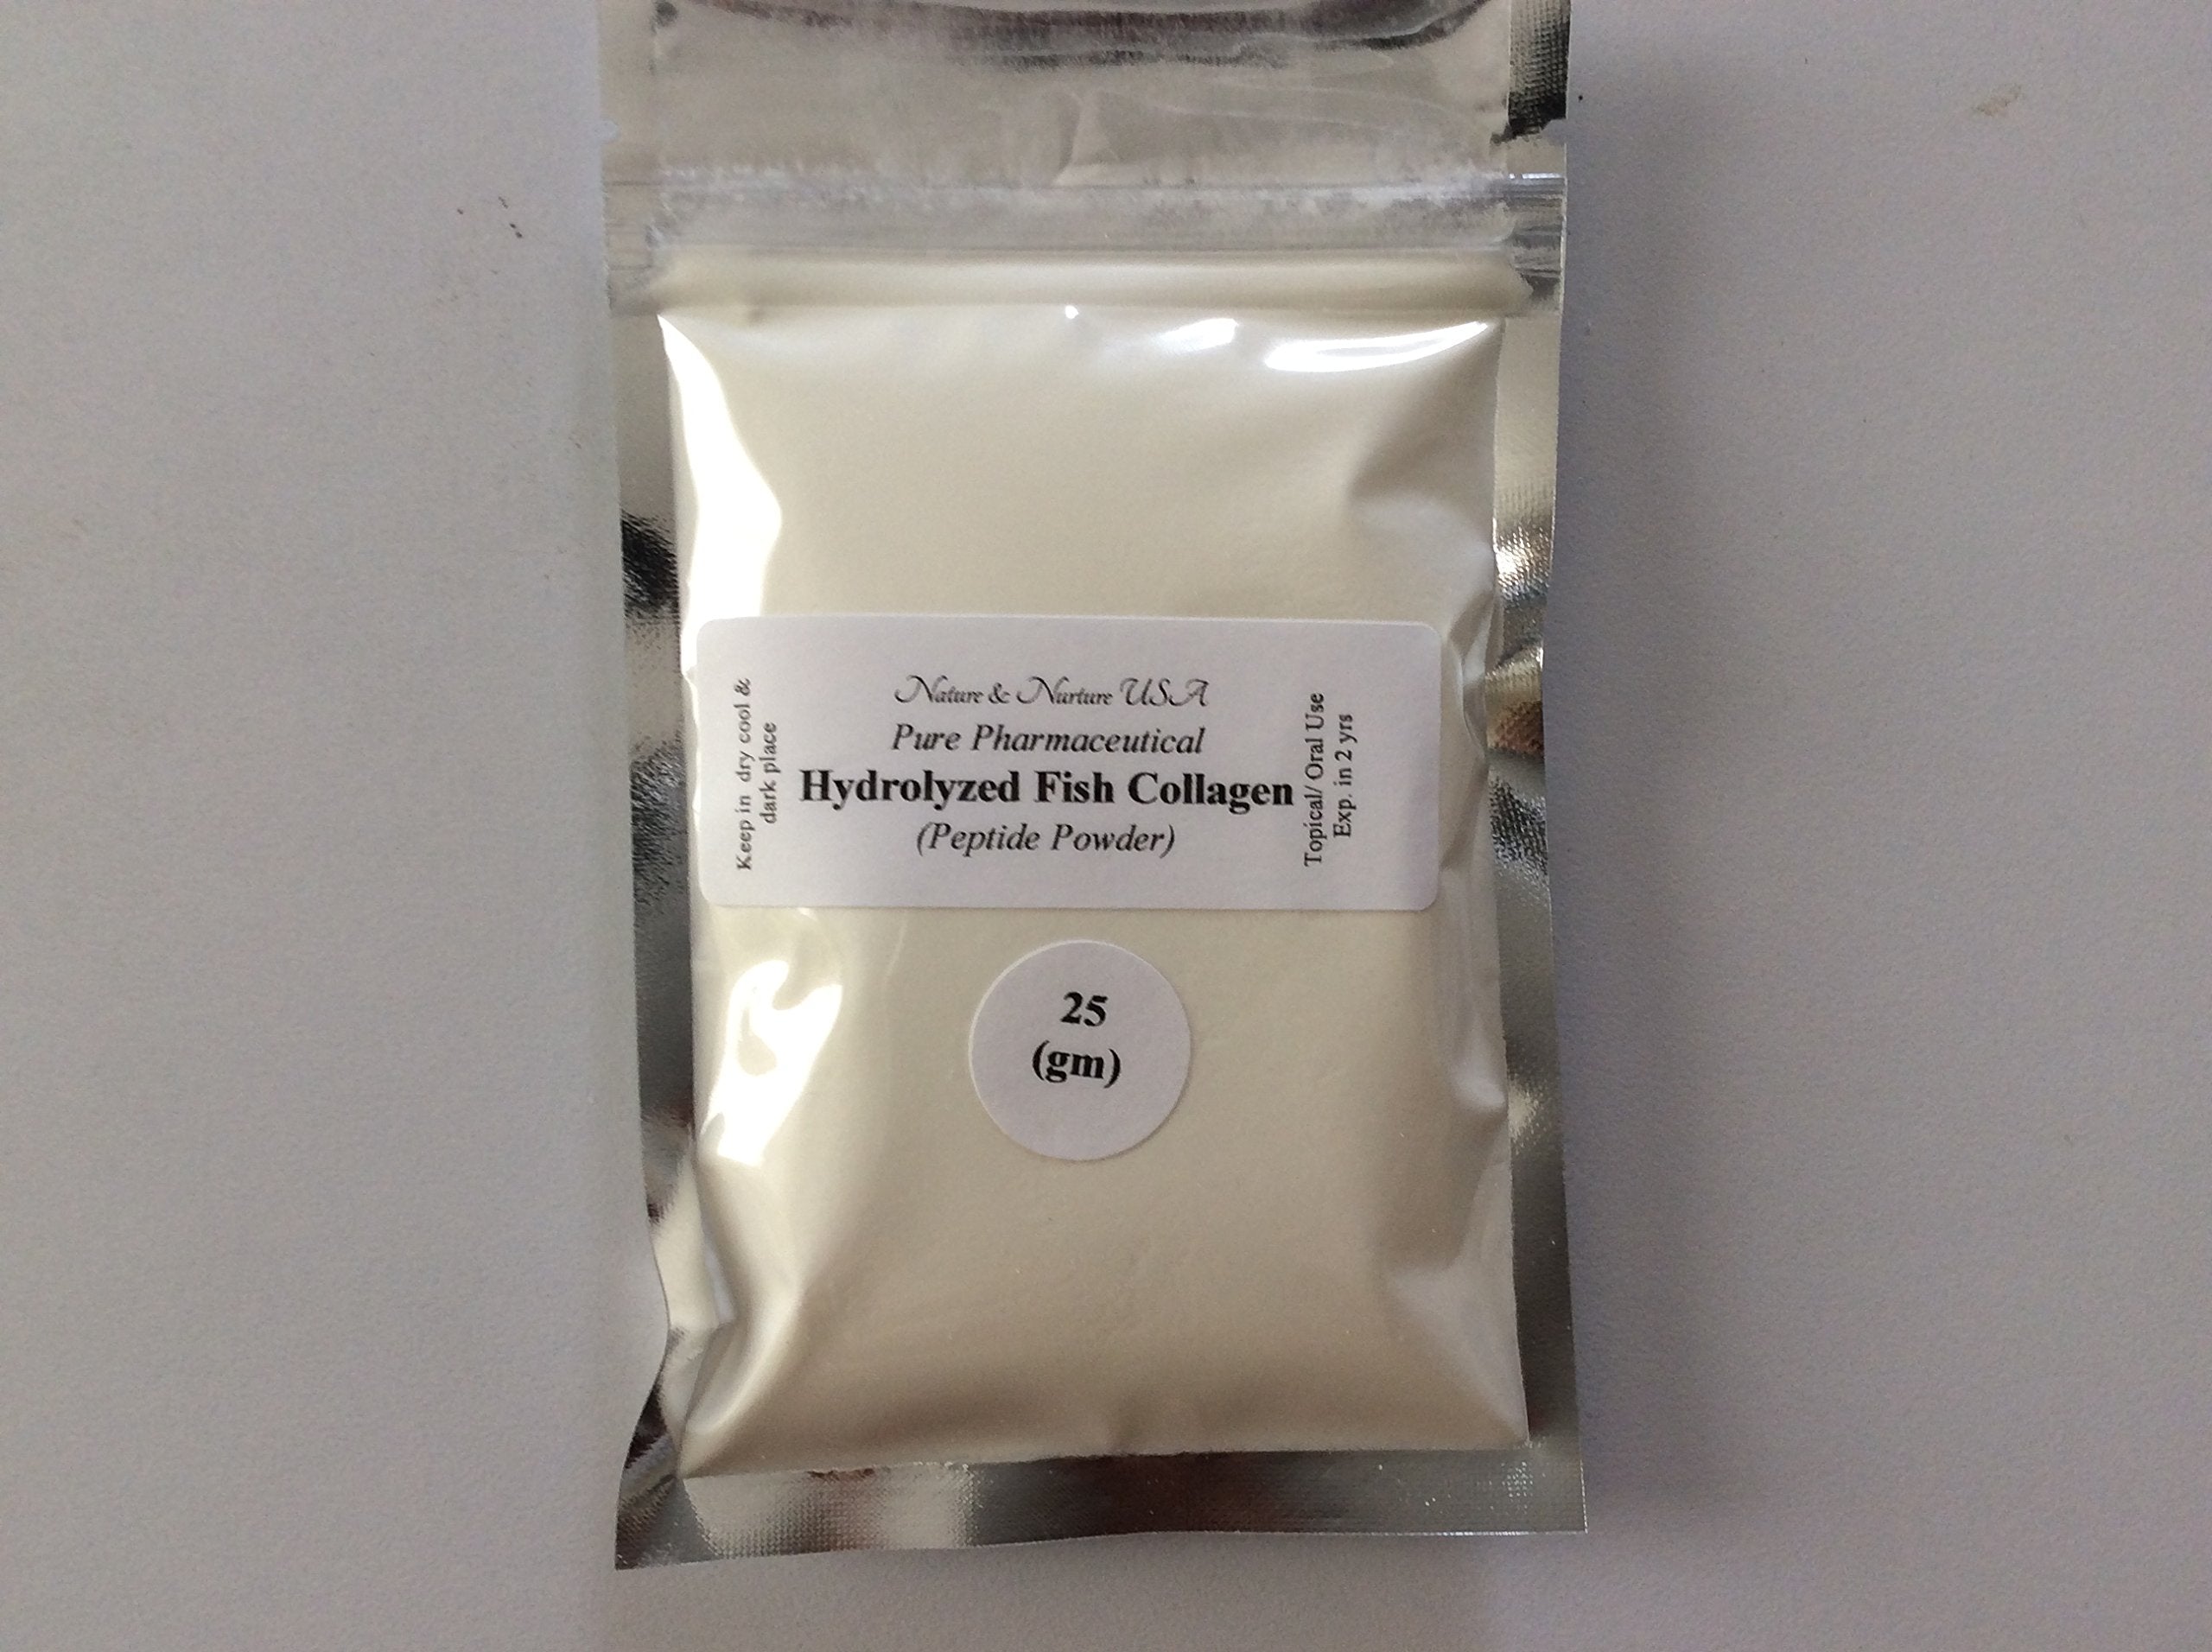 Nature & Nurture USA
Pure Pharmaceutical
Hydrolyzed Fish Collagen
(Peptide Powder)
Keep in dry cool &
dark place
Topical/ Oral Use
Exp. in 2 yrs
25
(gm)